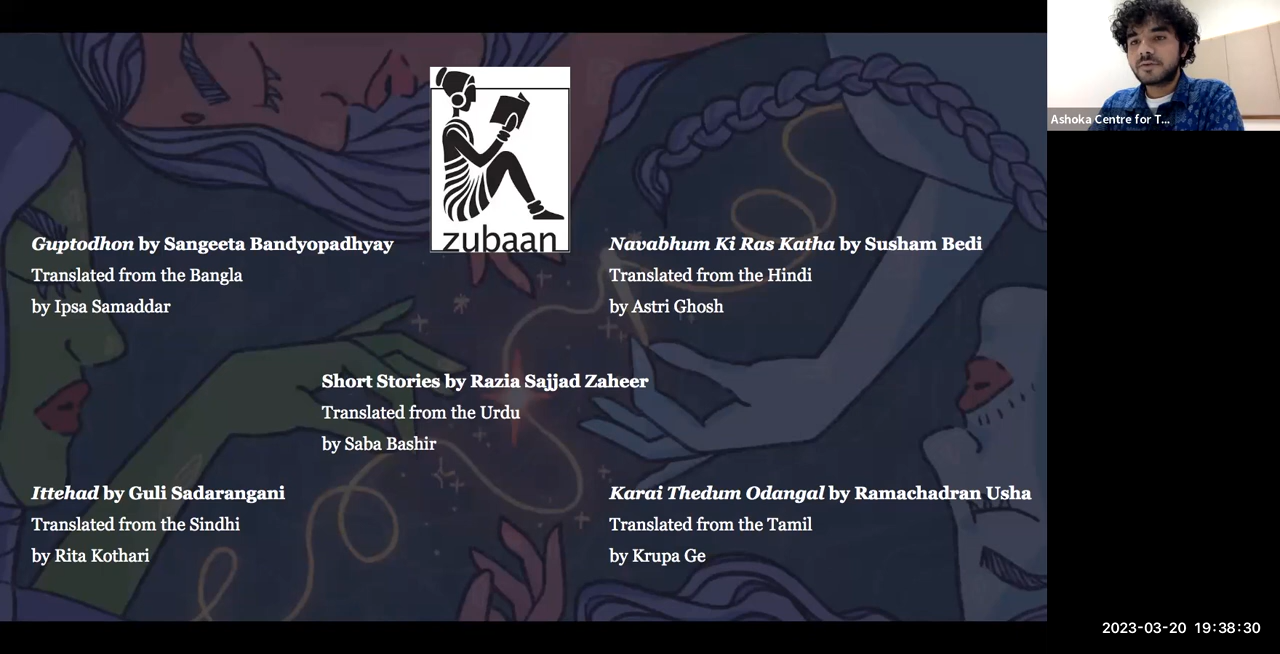 zubaan
Guptodhon by Sangeeta Bandyopadhyay
Translated from the Bangla
by Ipsa Samaddar
Navabhum Ki Ras Katha by Susham Bedi
Translated from the Hindi
by Astri Ghosh
Short Stories by Razia Sajjad Zaheer
Translated from the Urdu
by Saba Bashir
Ittehad by Guli Sadarangani
Translated from the Sindhi
by Rita Kothari
Karai Thedum Odangal by Ramachadran Usha
Translated from the Tamil
by Krupa Ge
Ashoka Centre for T...
2023-03-20 19:38:30